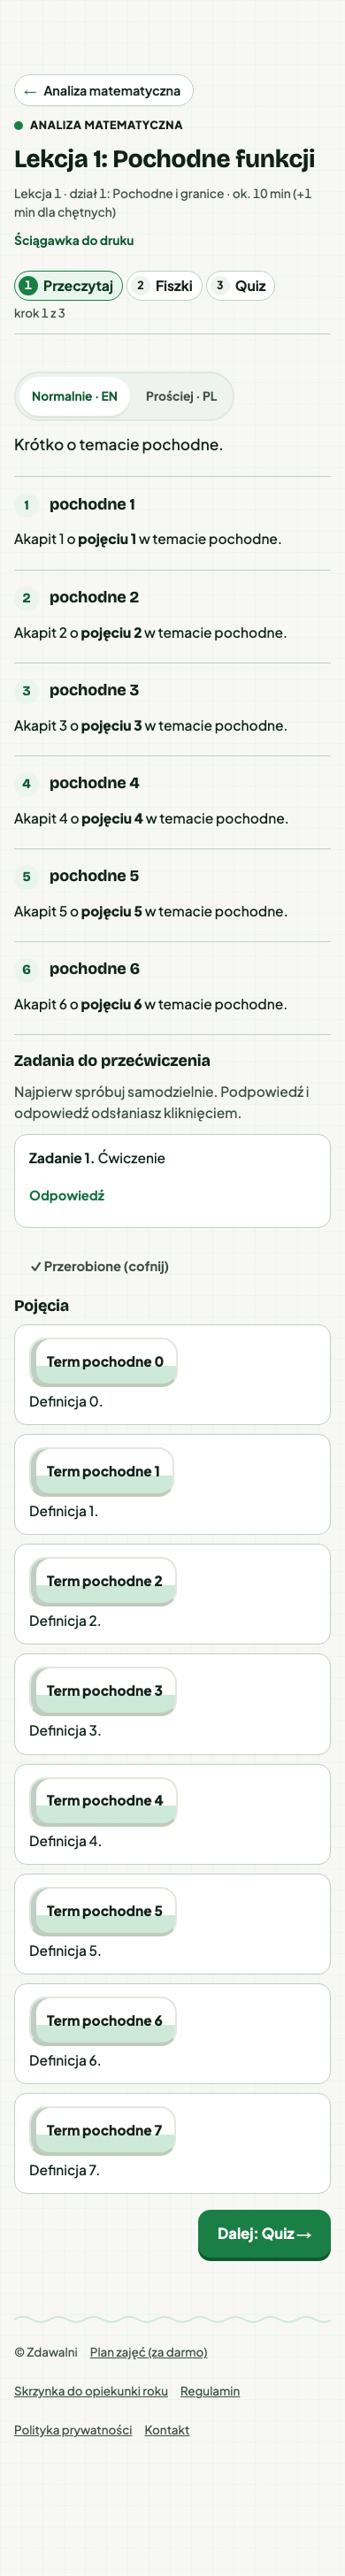 ← Analiza matematyczna
ANALIZA MATEMATYCZNA
Lekcja 1: Pochodne funkcji
Lekcja 1 · dział 1: Pochodne i granice · ok. 10 min (+1
min dla chętnych)
Ściągawka do druku
1 Przeczytaj 2 Fiszki 3 Quiz
krok 1 z 3
Normalnie · EN Prościej · PL
Krótko o temacie pochodne.
1 pochodne 1
Akapit 1 o pojęciu 1 w temacie pochodne.
2 pochodne 2
Akapit 2 o pojęciu 2 w temacie pochodne.
3 pochodne 3
Akapit 3 o pojęciu 3 w temacie pochodne.
4 pochodne 4
Akapit 4 o pojęciu 4 w temacie pochodne.
5 pochodne 5
Akapit 5 o pojęciu 5 w temacie pochodne.
6 pochodne 6
Akapit 6 o pojęciu 6 w temacie pochodne.
Zadania do przećwiczenia
Najpierw spróbuj samodzielnie. Podpowiedź i
odpowiedź odsłaniasz kliknięciem.
Zadanie 1. Ćwiczenie
Odpowiedź
✓ Przerobione (cofnij)
Pojęcia
Term pochodne 0
Definicja 0.
Term pochodne 1
Definicja 1.
Term pochodne 2
Definicja 2.
Term pochodne 3
Definicja 3.
Term pochodne 4
Definicja 4.
Term pochodne 5
Definicja 5.
Term pochodne 6
Definicja 6.
Term pochodne 7
Definicja 7.
Dalej: Quiz →
© Zdawalni Plan zajęć (za darmo)
Skrzynka do opiekunki roku Regulamin
Polityka prywatności Kontakt